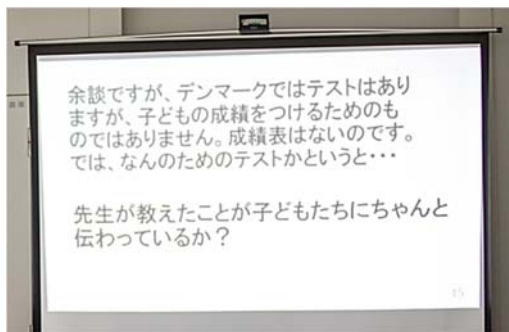 余談ですが、デンマークではテストはあり
ますが、子どもの成績をつけるためのも
のではありません。成績表はないのです。
では、なんのためのテストかというと・・・
先生が教えたことが子どもたちにちゃんと
伝わっているか？
15